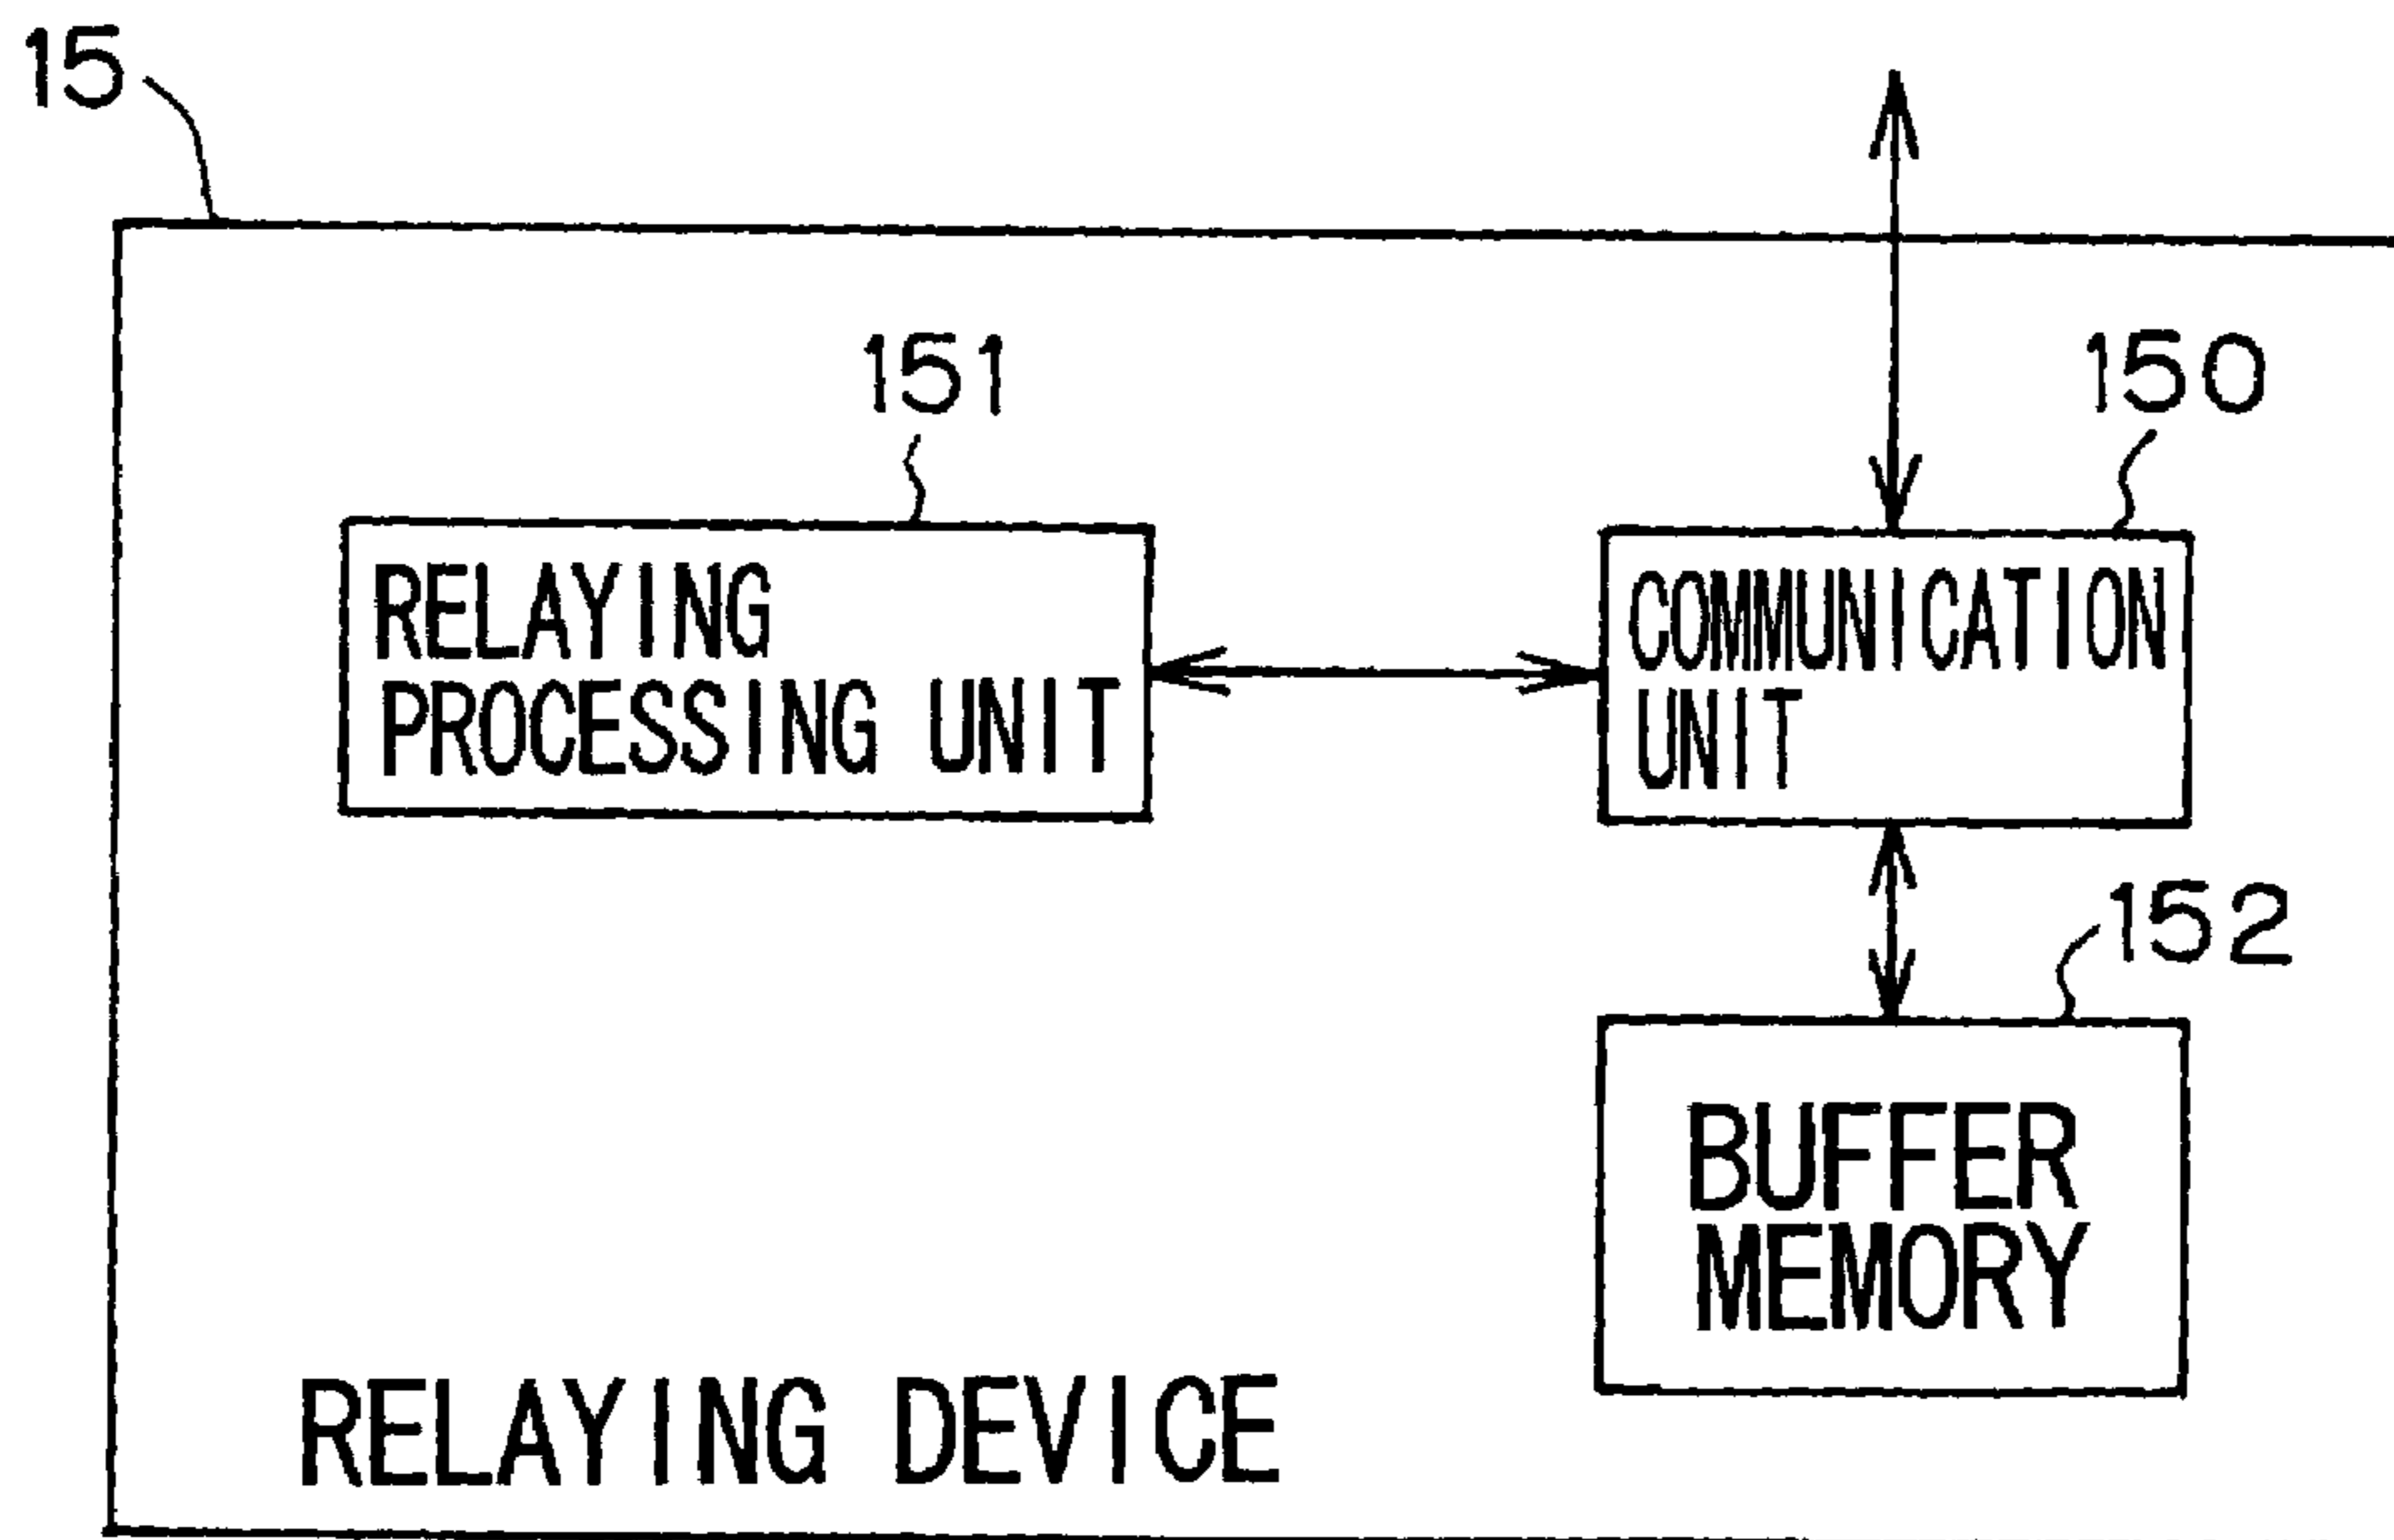 15
151
150
RELAYING
PROCESSING UNIT
COMMUNICATION
UNIT
152
BUFFER
MEMORY
RELAYING DEVICE